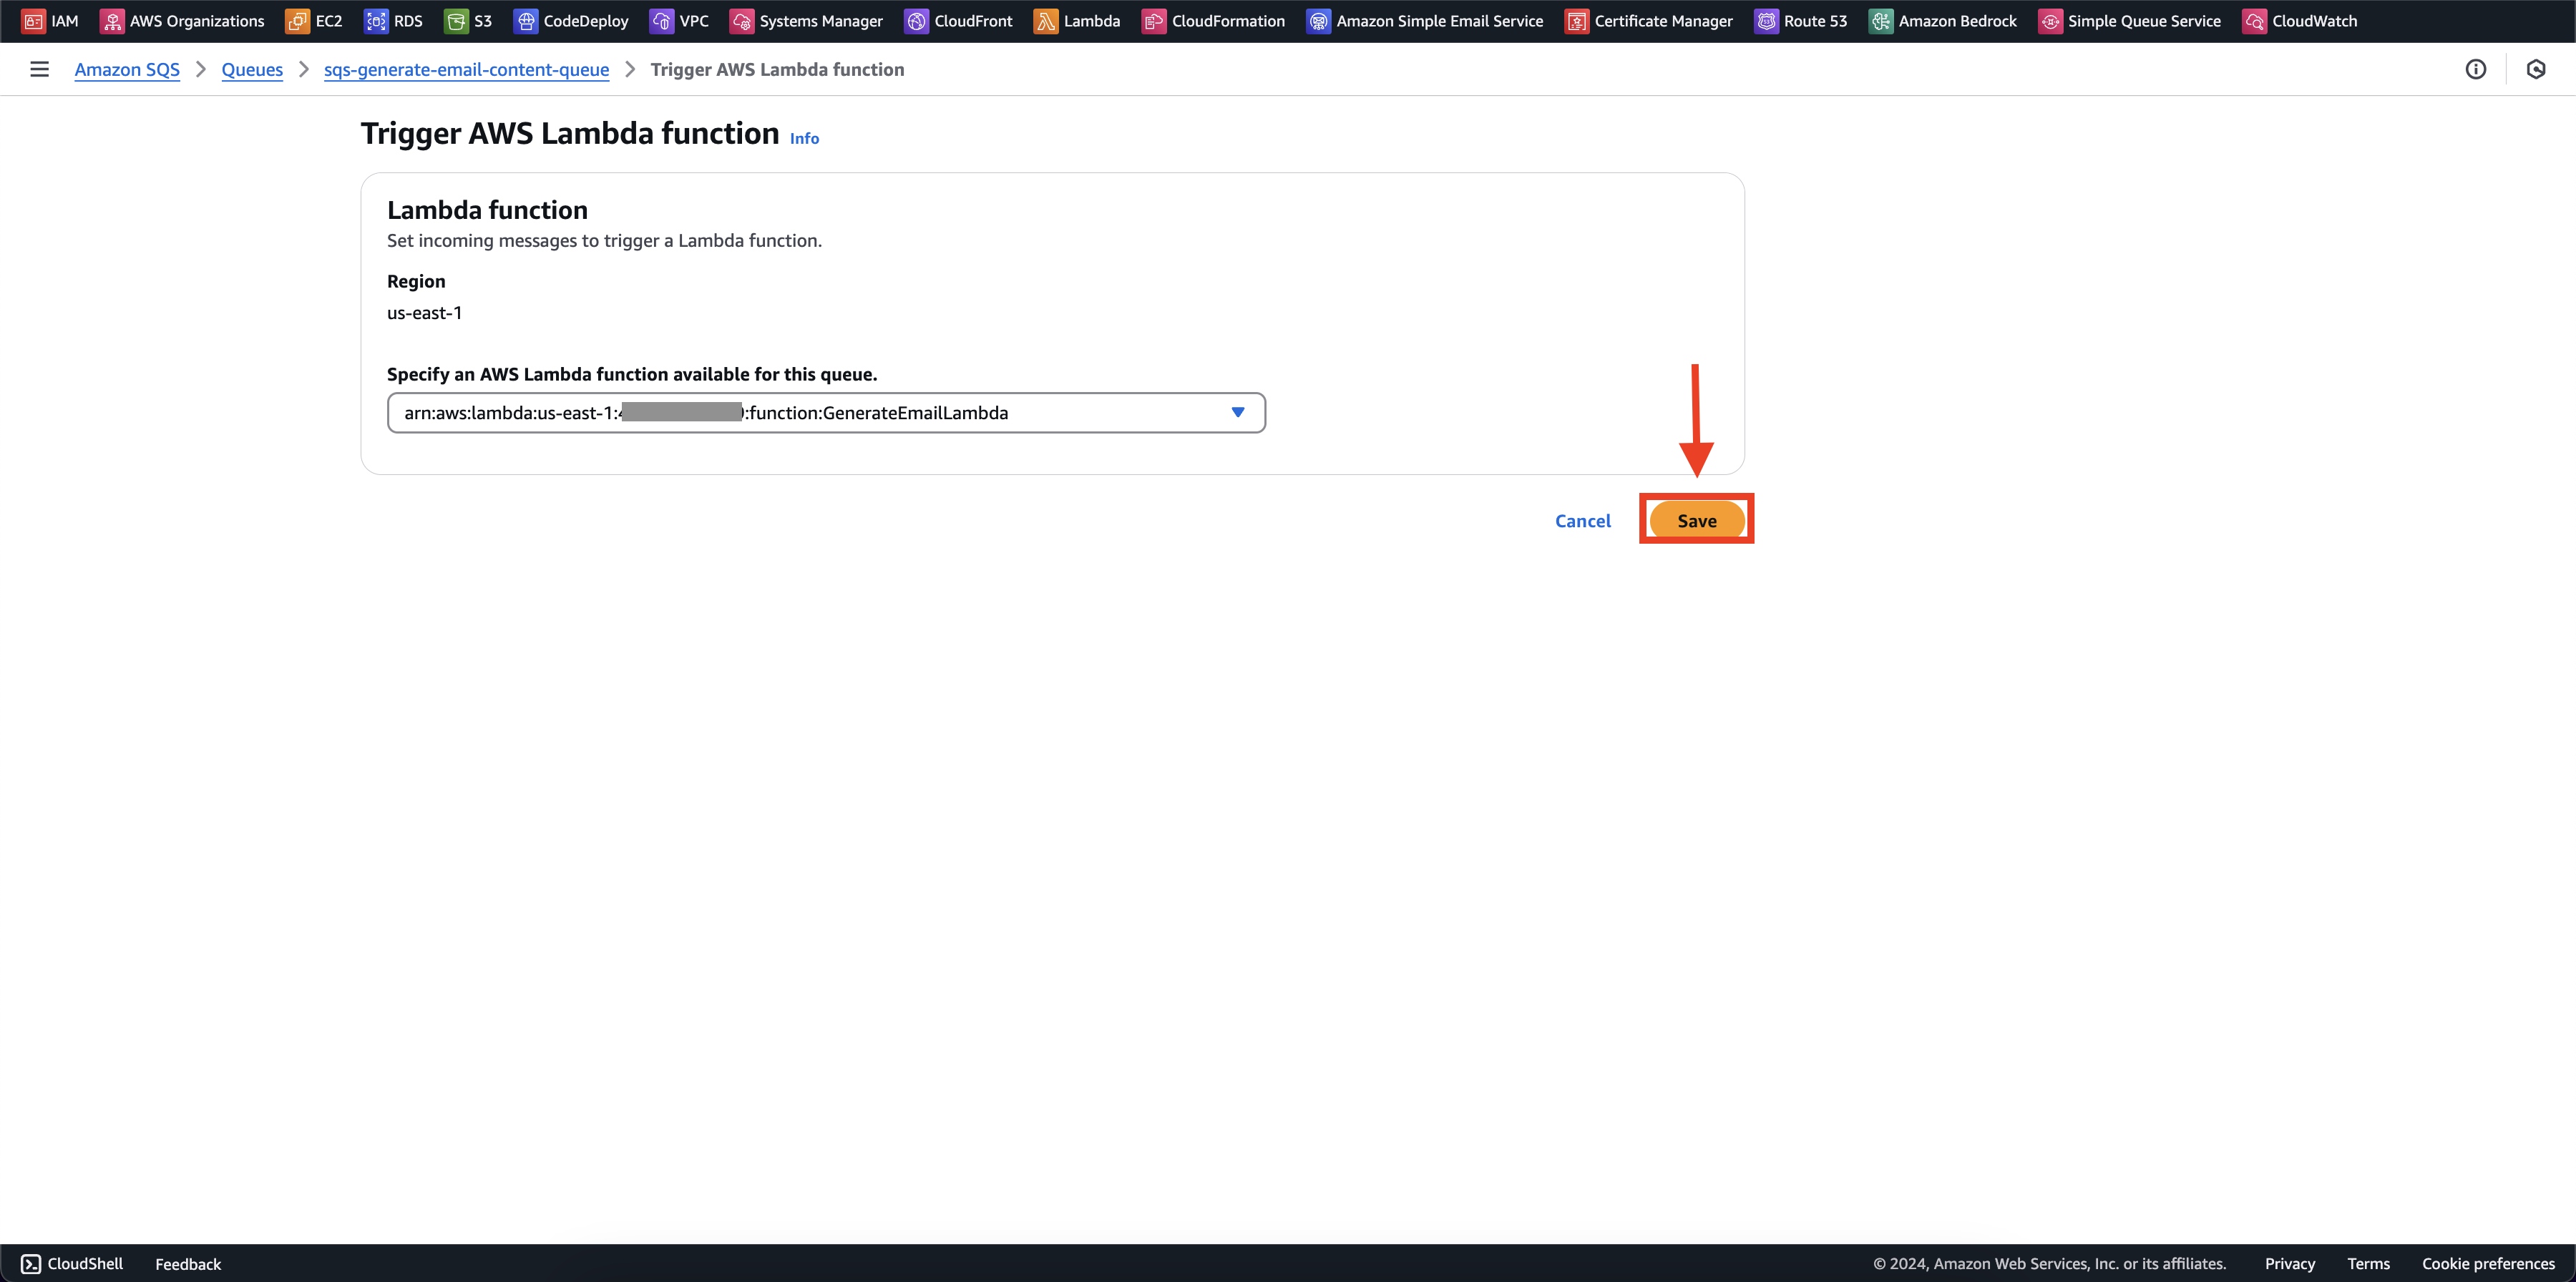 IAM AWS Organizations EC2 RDS S3 CodeDeploy VPC Systems Manager CloudFront Lambda CloudFormation Amazon Simple Email Service Certificate Manager Route 53 Amazon Bedrock Simple Queue Service CloudWatch
Amazon SQS > Queues > sqs-generate-email-content-queue > Trigger AWS Lambda function
Trigger AWS Lambda function Info
Lambda function
Set incoming messages to trigger a Lambda function.
Region
us-east-1
Specify an AWS Lambda function available for this queue.
arn:aws:lambda:us-east-1: :function:GenerateEmailLambda
Cancel Save
CloudShell Feedback © 2024, Amazon Web Services, Inc. or its affiliates. Privacy Terms Cookie preferences